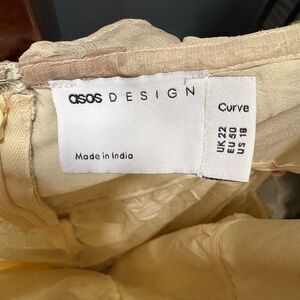 asos DESIGN
Made in India
Curve
UK 22
EU 50
US 18